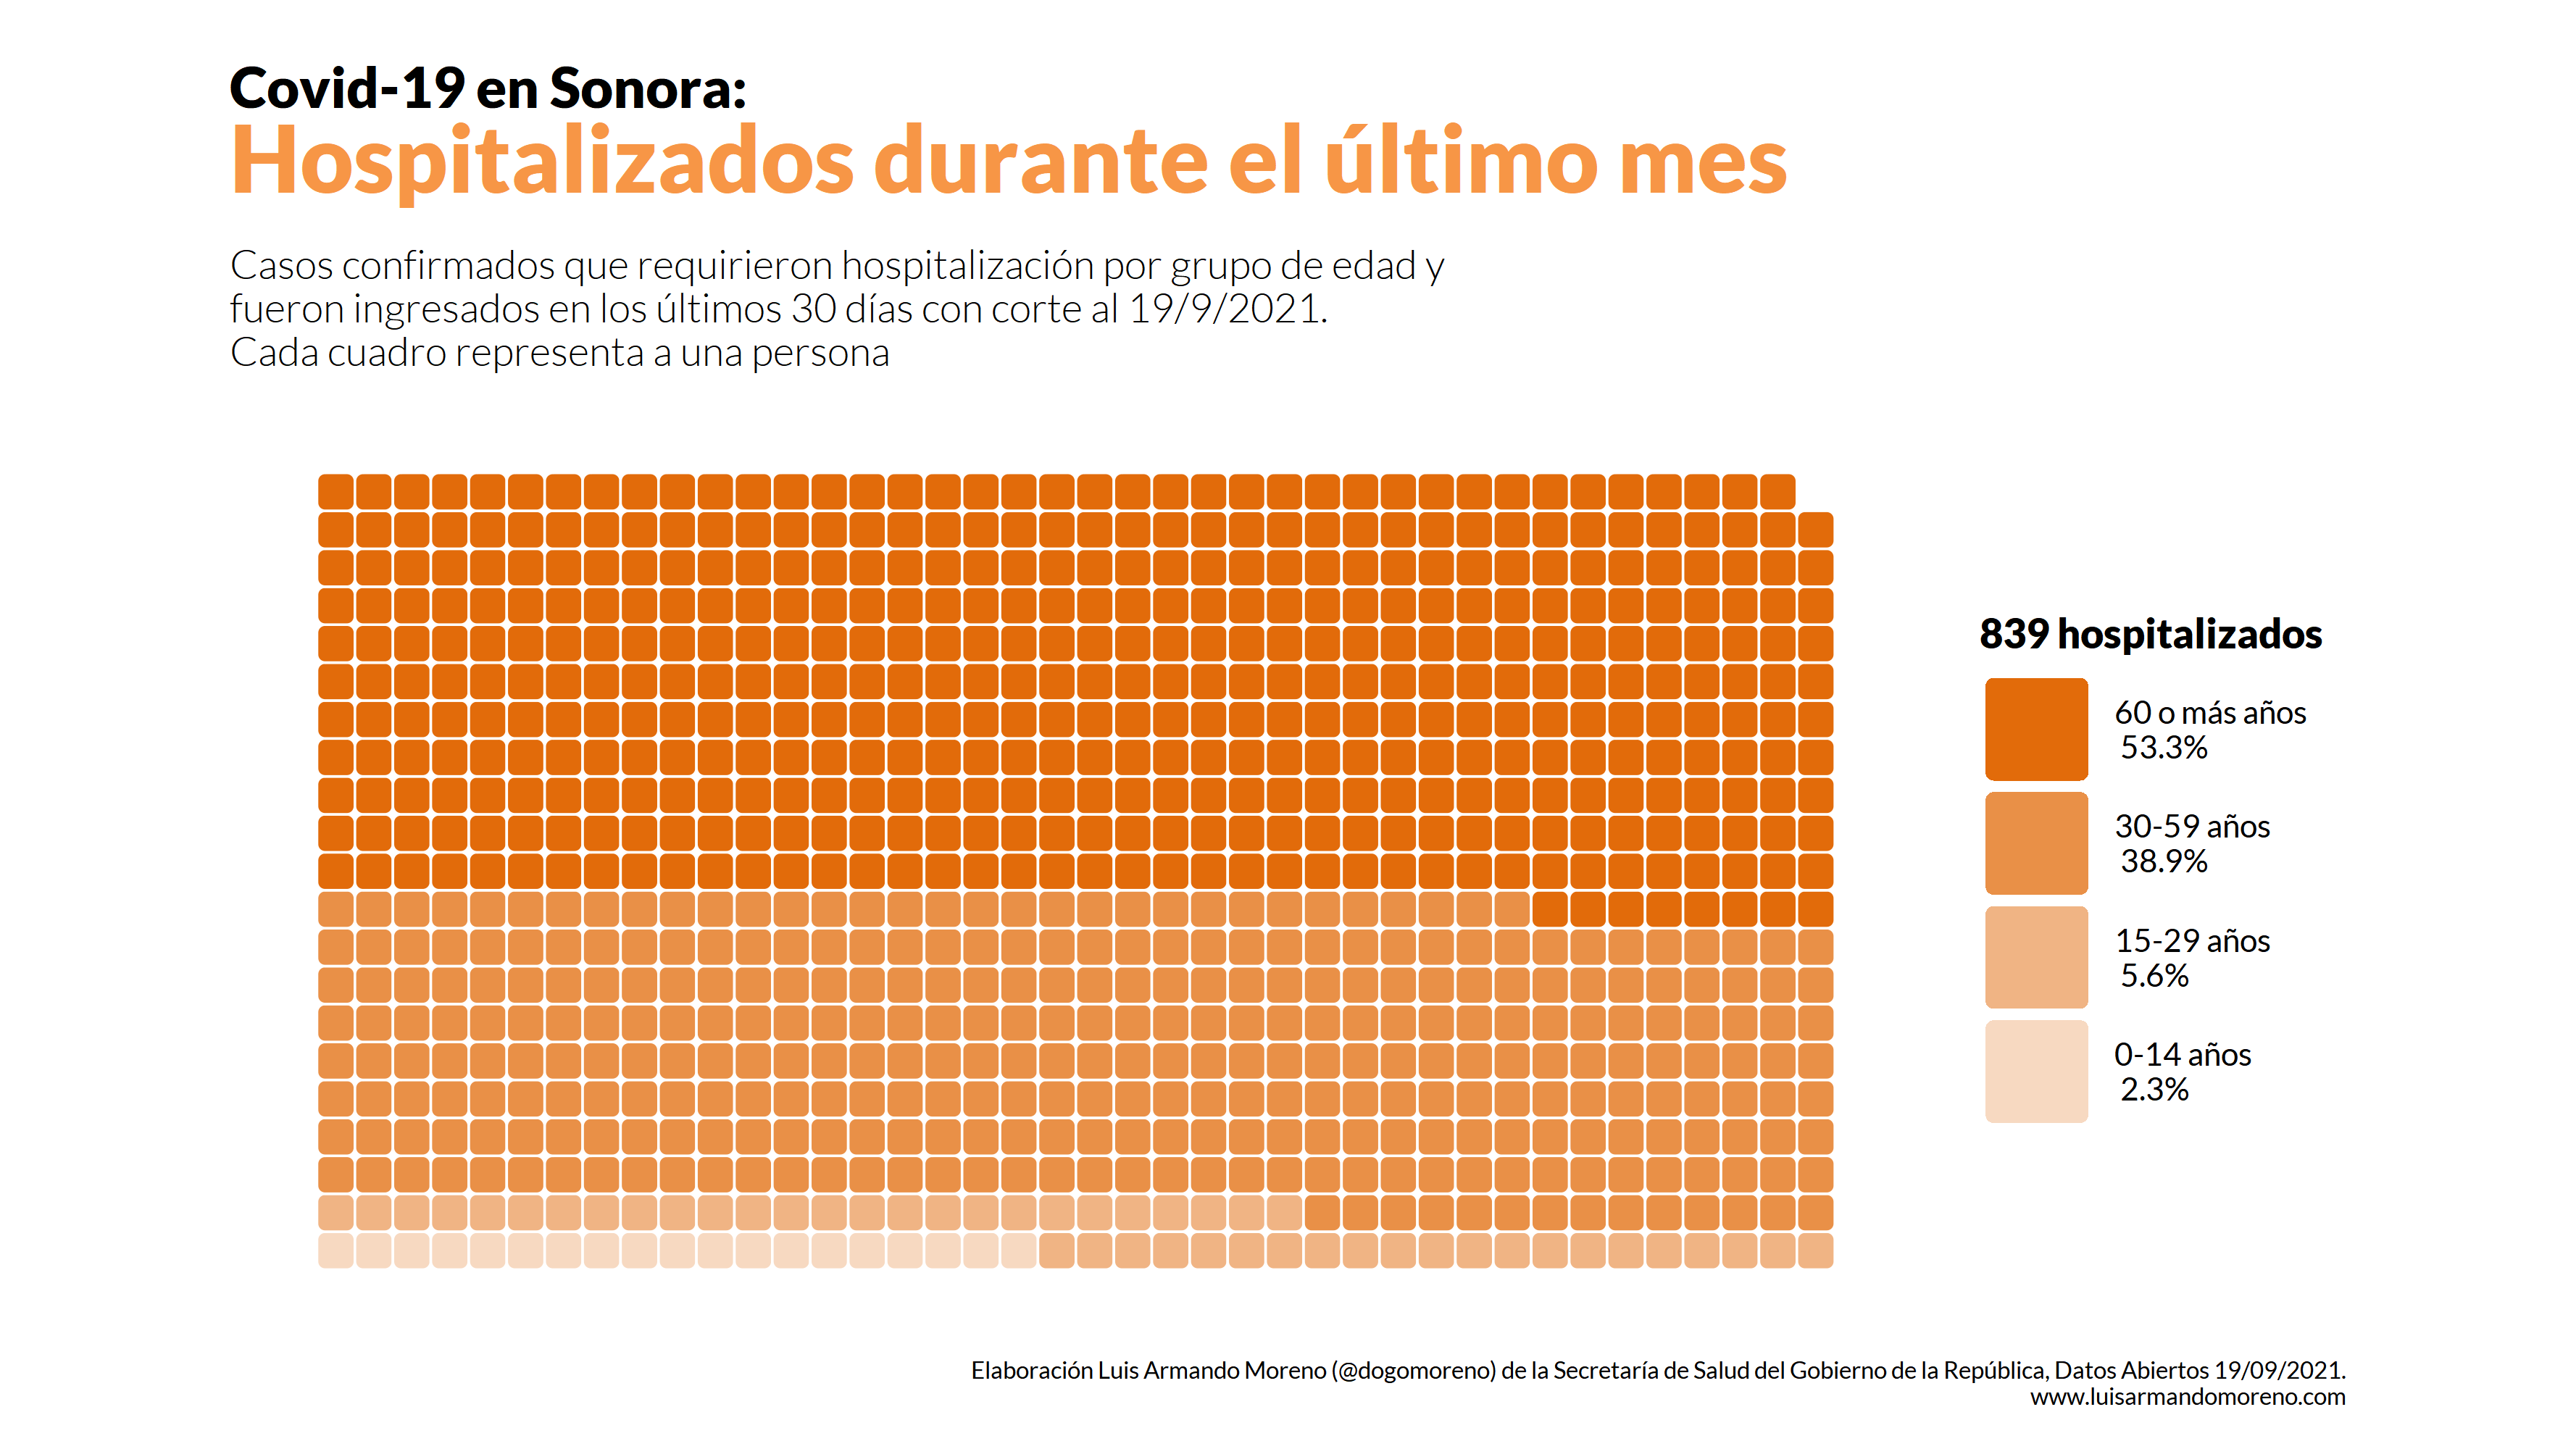 Covid-19 en Sonora:
Hospitalizados durante el último mes
Casos confirmados que requirieron hospitalización por grupo de edad y
fueron ingresados en los últimos 30 días con corte al 19/9/2021.
Cada cuadro representa a una persona
839 hospitalizados
60 o más años
53.3%
30-59 años
38.9%
15-29 años
5.6%
0-14 años
2.3%
Elaboración Luis Armando Moreno (@dogomoreno) de la Secretaría de Salud del Gobierno de la República, Datos Abiertos 19/09/2021.
www.luisarmandomoreno.com